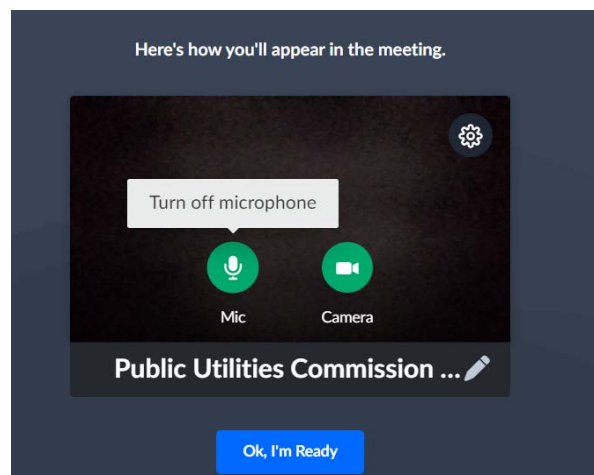 Here's how you'll appear in the meeting.
Turn off microphone
Mic Camera
Public Utilities Commission ...
Ok, I'm Ready